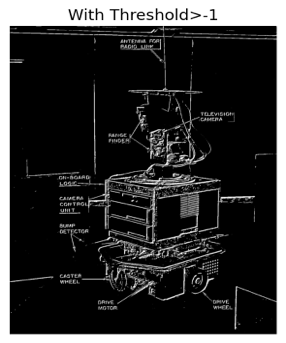 With Threshold>-1
ANTENNA FOR
RADIO LINK
TELEVISION
CAMERA
RANGE
FINDER
ON-BOARD
LOGIC
CAMERA
CONTROL
UNIT
BUMP
DETECTOR
CASTER
WHEEL
DRIVE
MOTOR
DRIVE
WHEEL